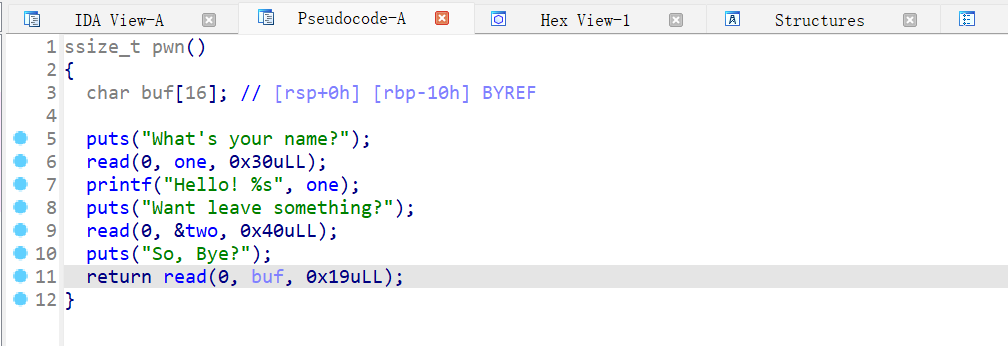 IDA View-A Pseudocode-A Hex View-1 Structures
1 ssize_t pwn()
2 {
3 char buf[16]; // [rsp+0h] [rbp-10h] BYREF
4
5 puts("What's your name?");
6 read(0, one, 0x30uLL);
7 printf("Hello! %s", one);
8 puts("Want leave something?");
9 read(0, &two, 0x40uLL);
10 puts("So, Bye?");
11 return read(0, buf, 0x19uLL);
12 }